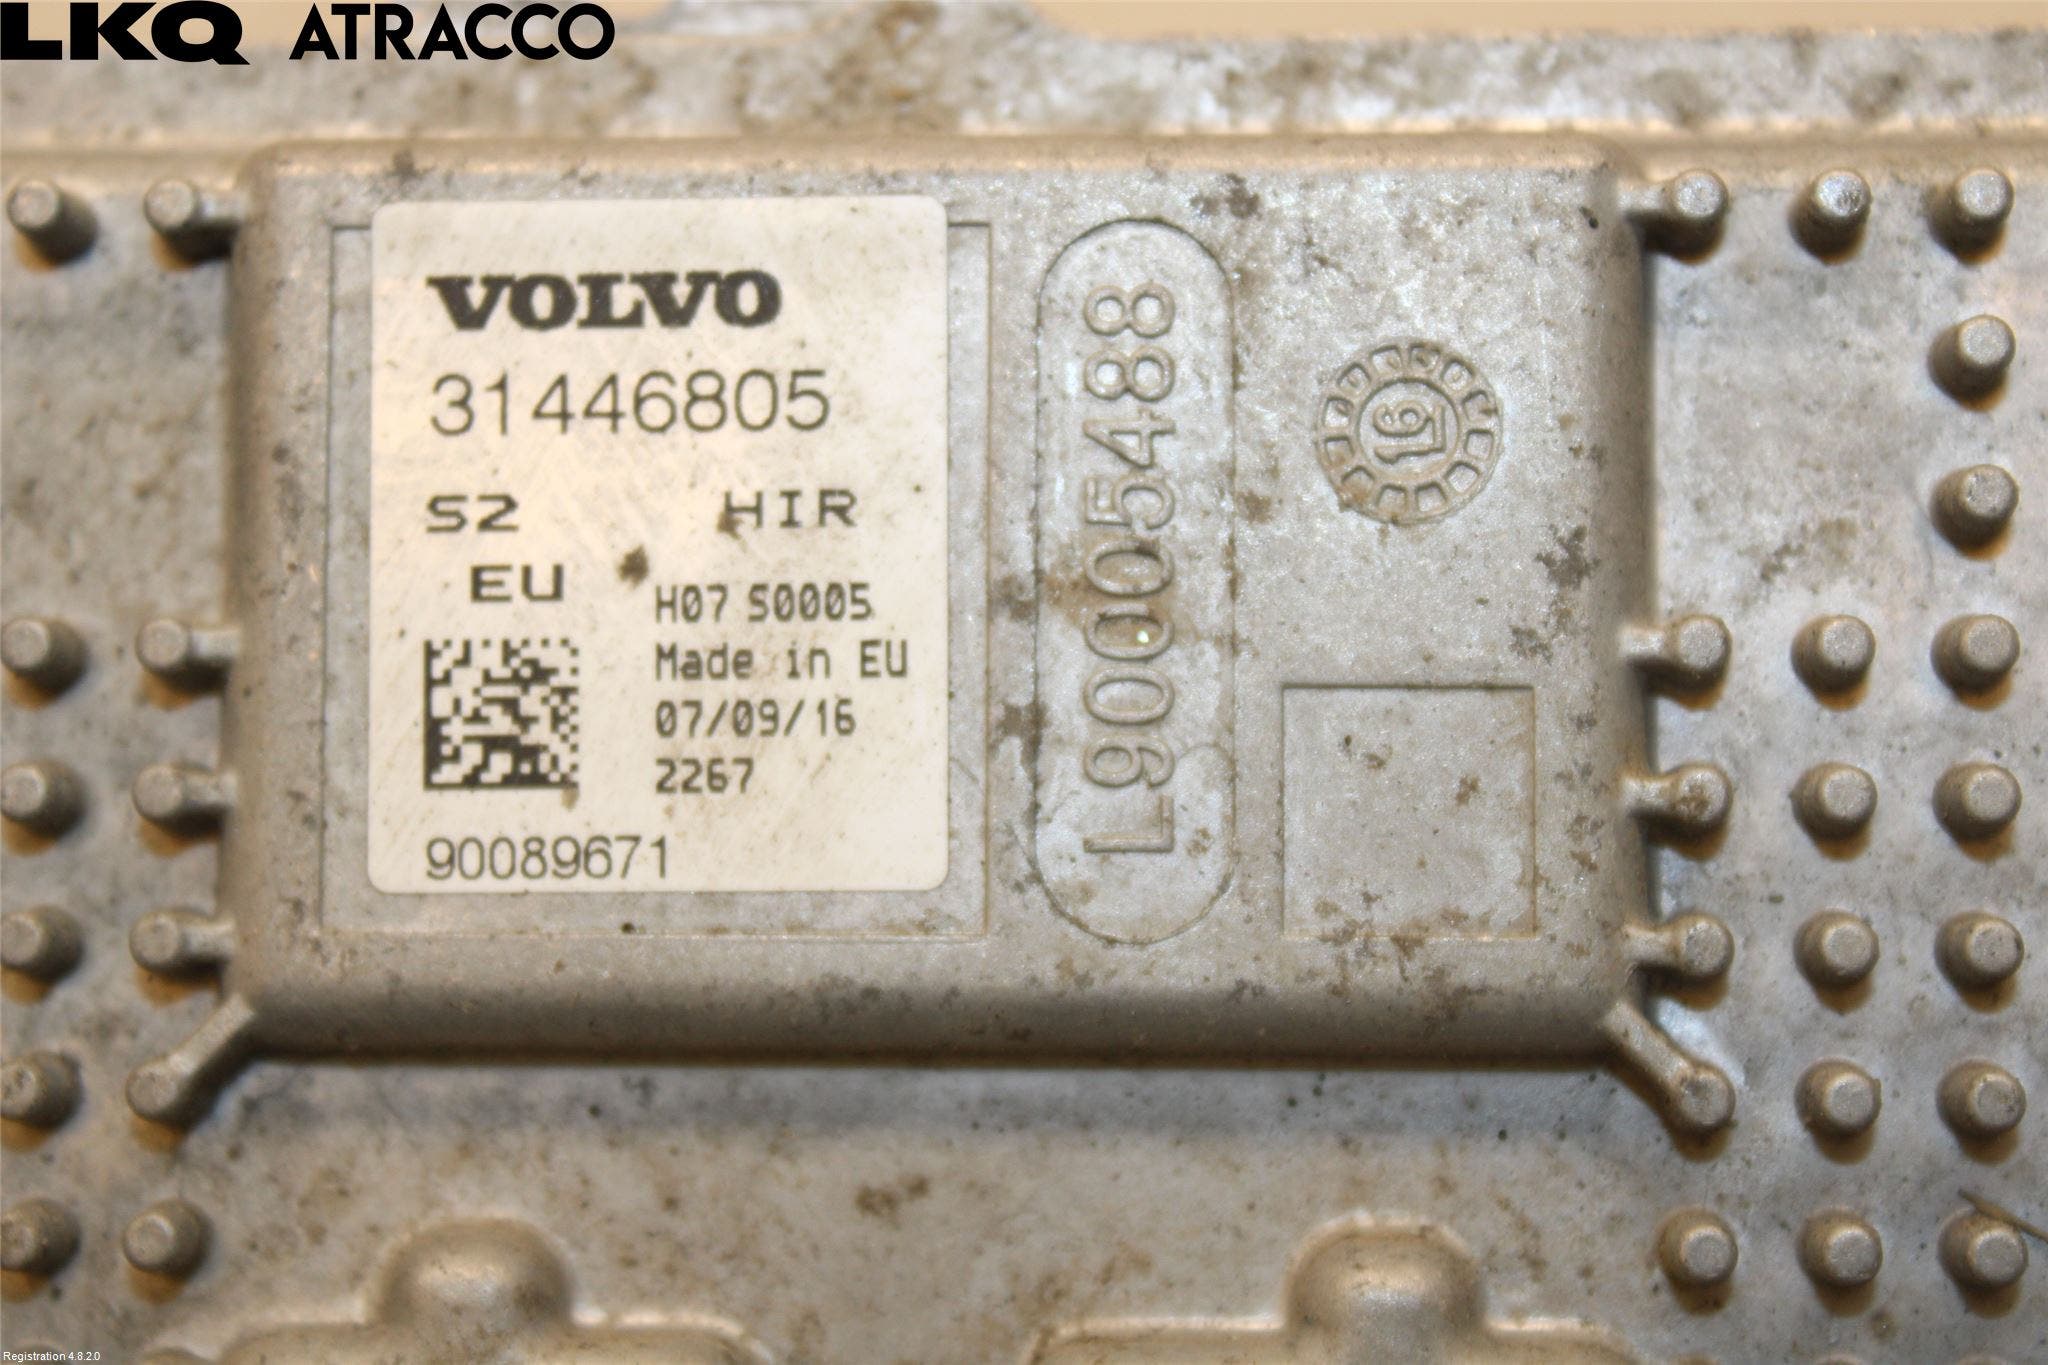 LKQ ATRACCO
VOLVO
31446805
S2 HIR
EU
H07 S0005
Made in EU
07/09/16
2267
90089671
L90005488
16
Registration 4.8.2.0